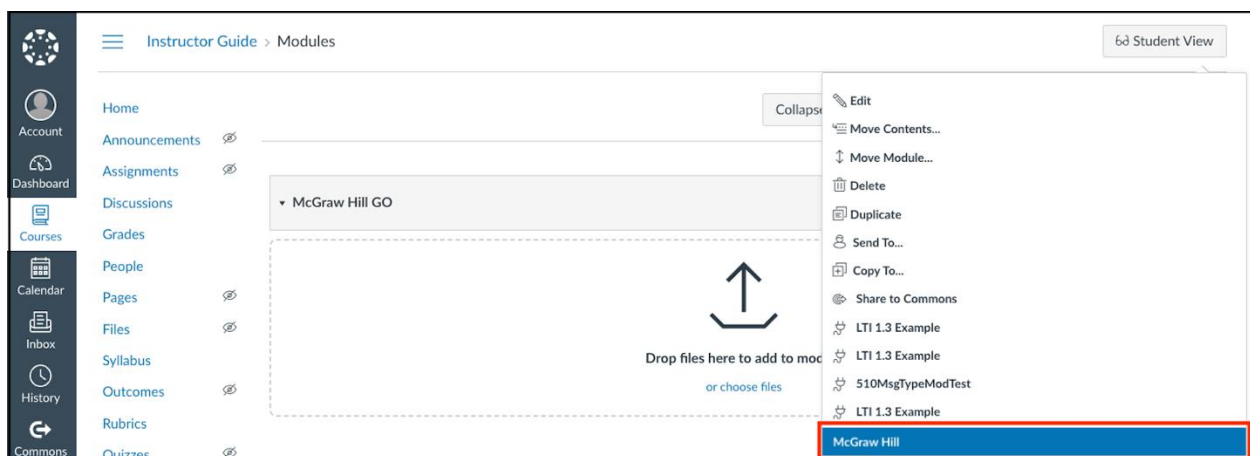 Instructor Guide > Modules
Student View
Account
Dashboard
Courses
Calendar
Inbox
History
Commons
Home
Announcements
Assignments
Discussions
Grades
People
Pages
Files
Syllabus
Outcomes
Rubrics
Quizzes
Collapse
McGraw Hill GO
Drop files here to add to mod
or choose files
Edit
Move Contents...
Move Module...
Delete
Duplicate
Send To...
Copy To...
Share to Commons
LTI 1.3 Example
LTI 1.3 Example
510MsgTypeModTest
LTI 1.3 Example
McGraw Hill